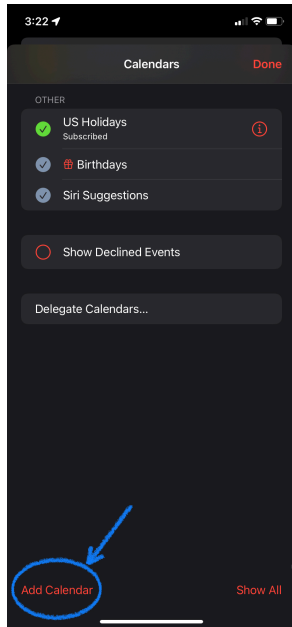 3:22
Calendars
Done
OTHER
US Holidays
Subscribed
Birthdays
Siri Suggestions
Show Declined Events
Delegate Calendars...
Add Calendar
Show All